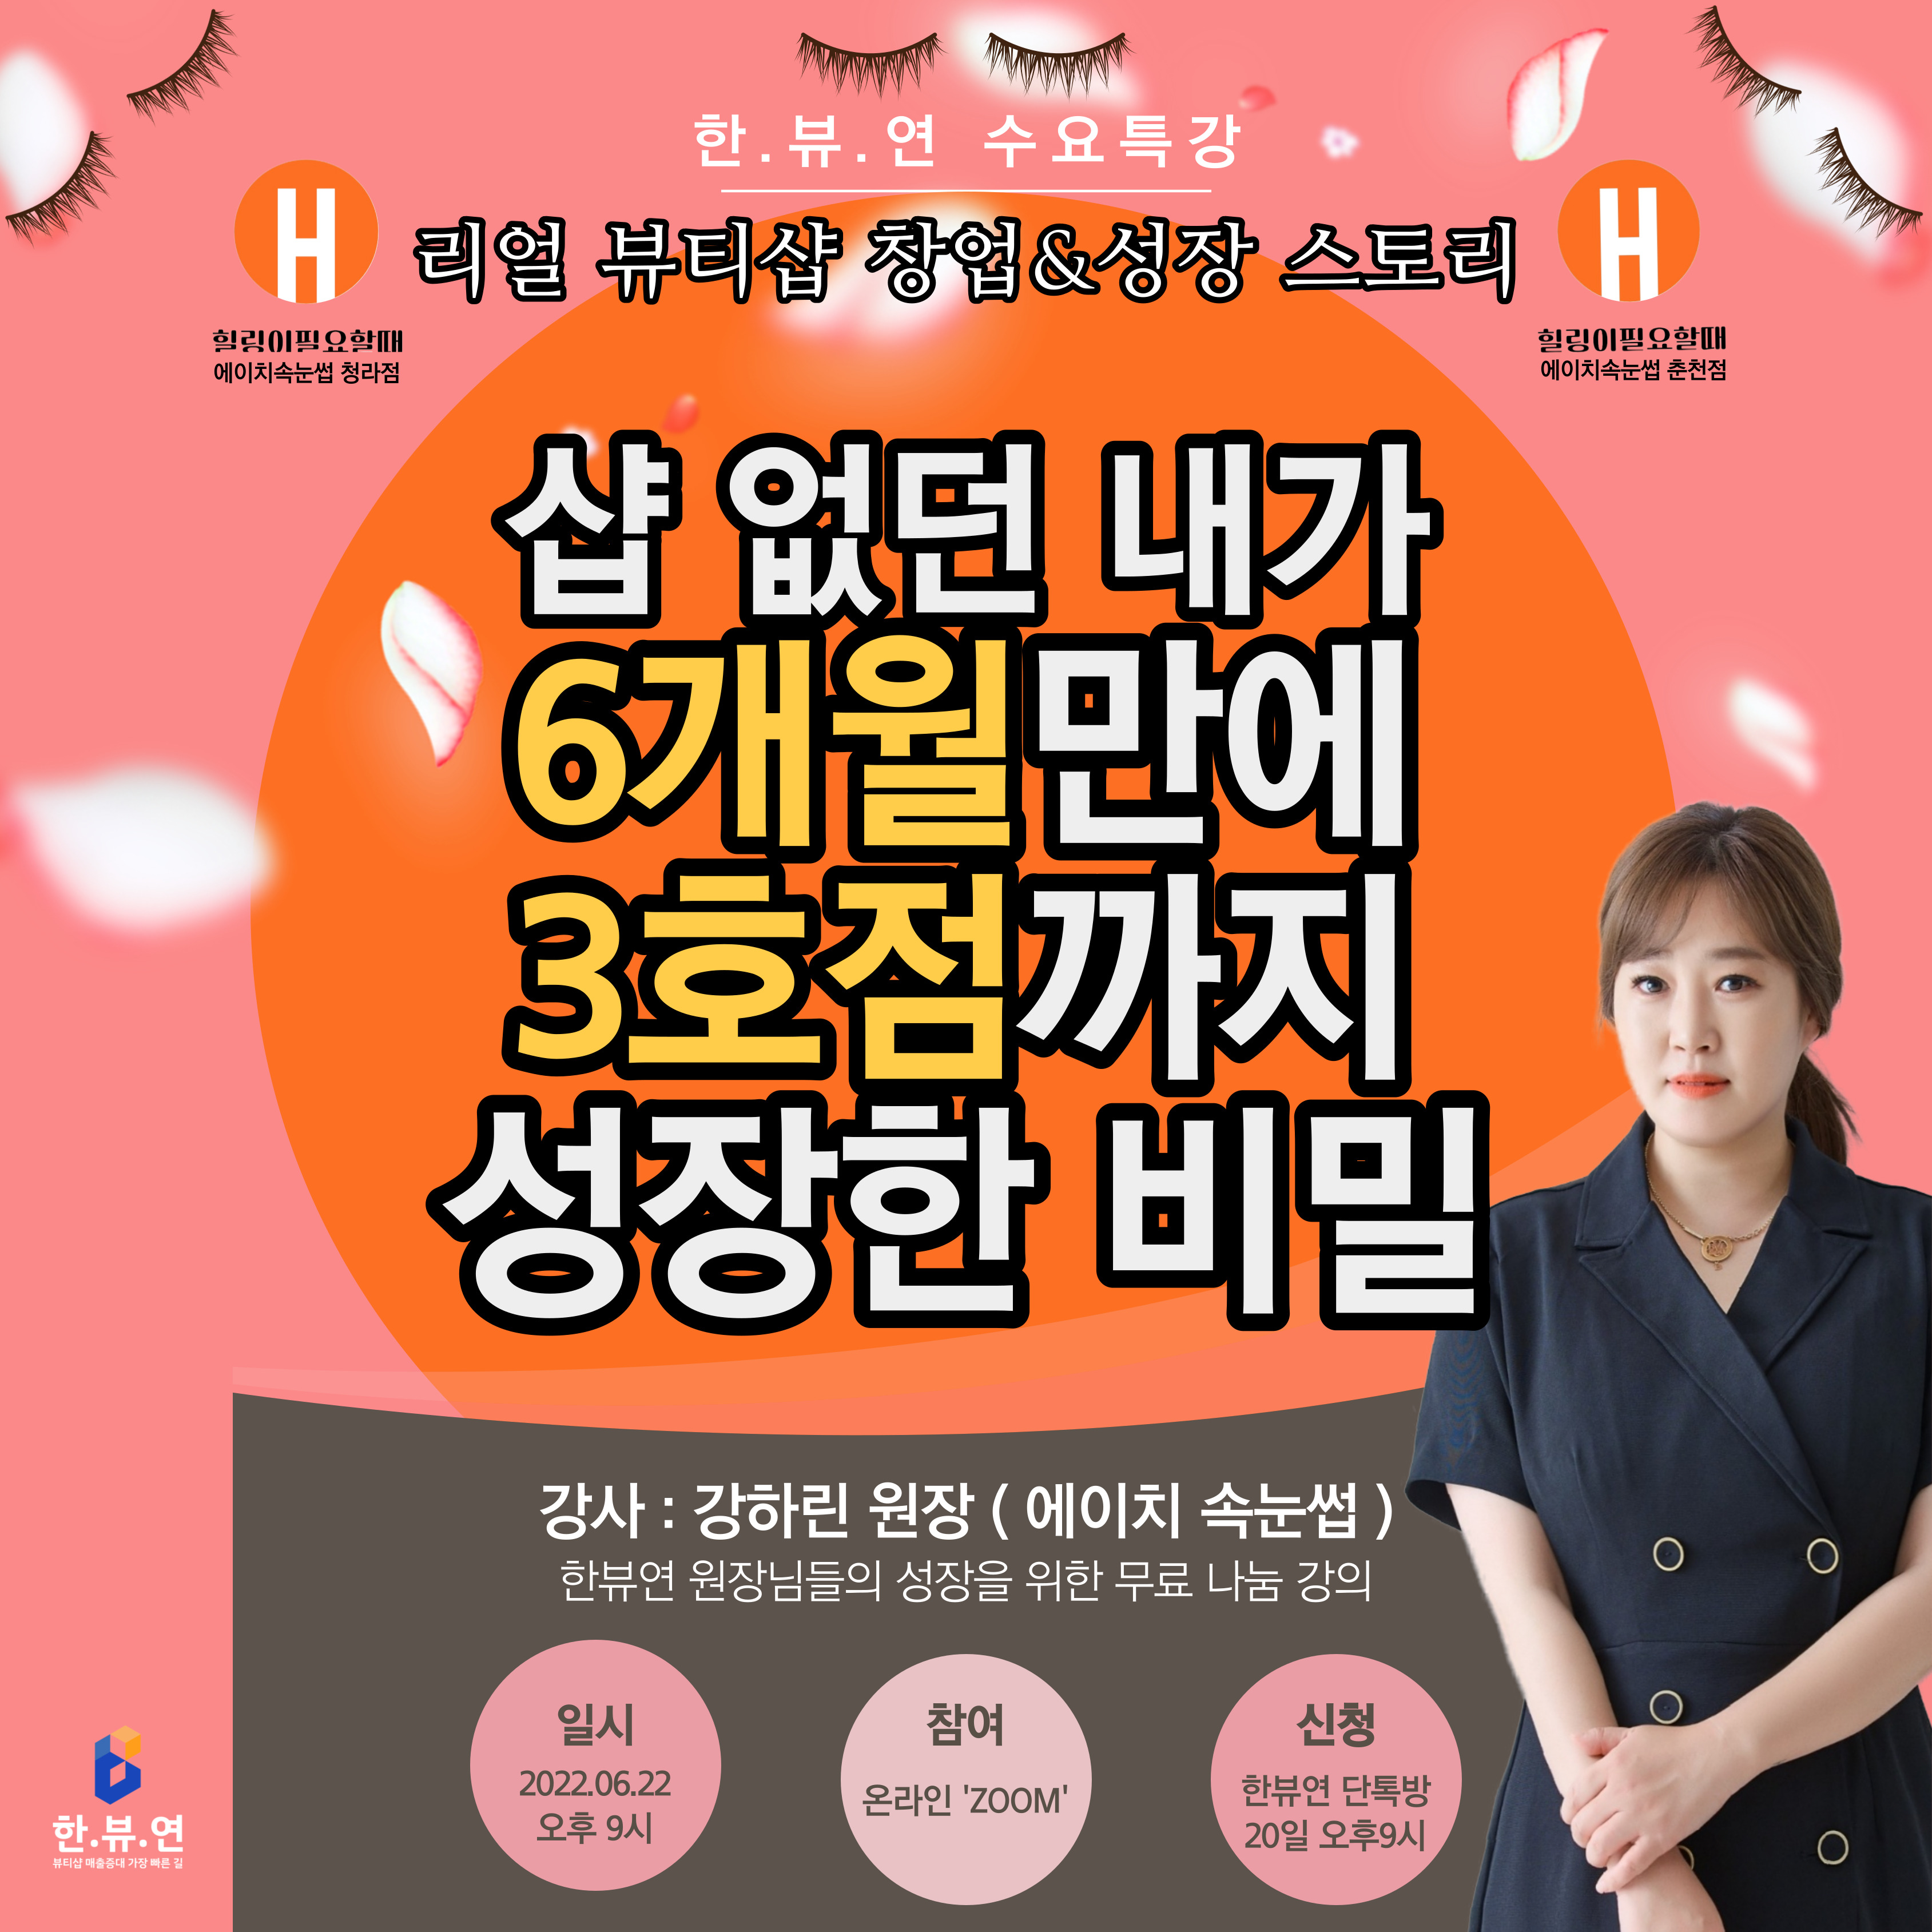 한.뷰.연 수요특강
리얼 뷰티샵 창업&성장 스토리
H
힐링이필요할때
에이치속눈썹 청라점
H
힐링이필요할때
에이치속눈썹 춘천점
샵 없던 내가
6개월만에
3호점까지
성장한 비밀
강사 : 강하린 원장 ( 에이치 속눈썹 )
한뷰연 원장님들의 성장을 위한 무료 나눔 강의
일시
2022.06.22
오후 9시
참여
온라인 'ZOOM'
신청
한뷰연 단톡방
20일 오후9시
한.뷰.연
뷰티샵 매출증대 가장 빠른 길